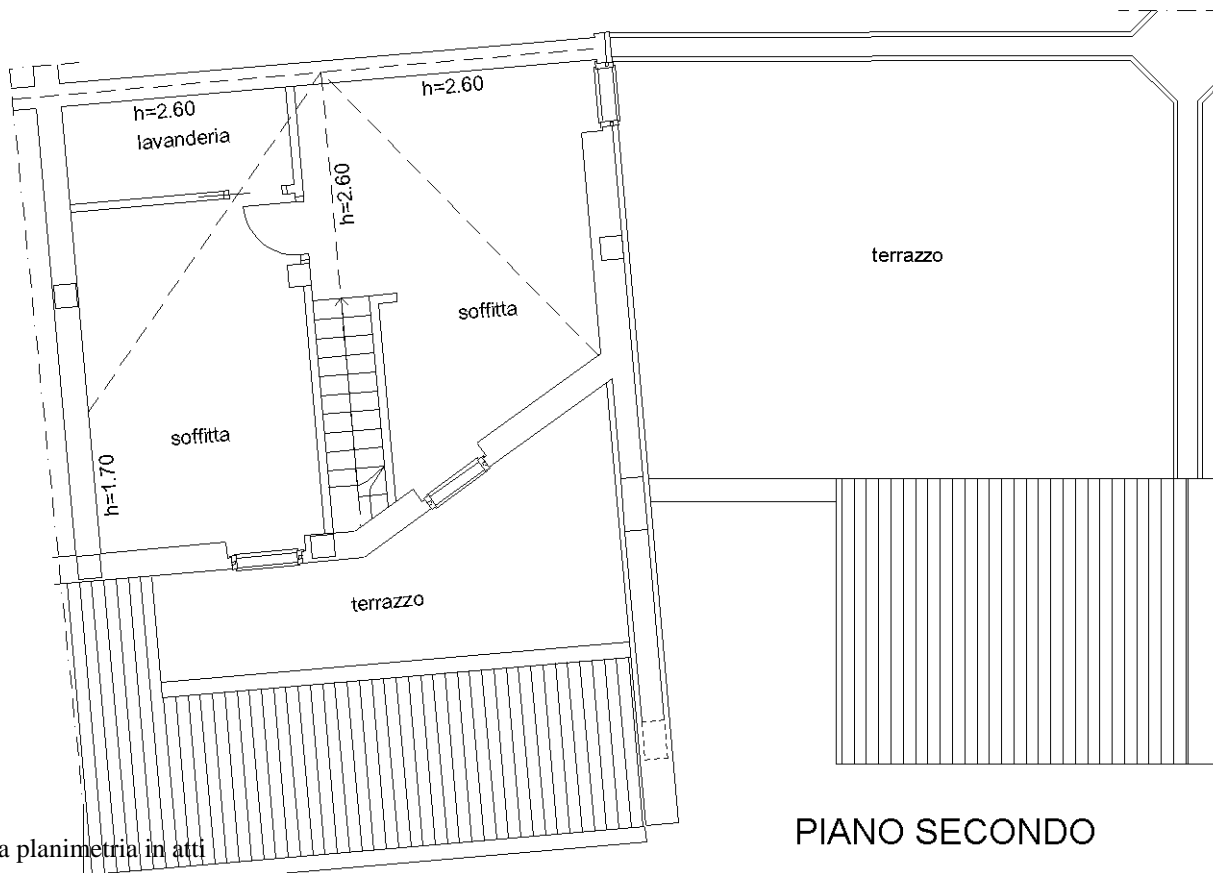 h=2.60
h=2.60
lavanderia
h=2.60
terrazzo
soffitta
soffitta
h=1.70
terrazzo
PIANO SECONDO
a planimetria in atti